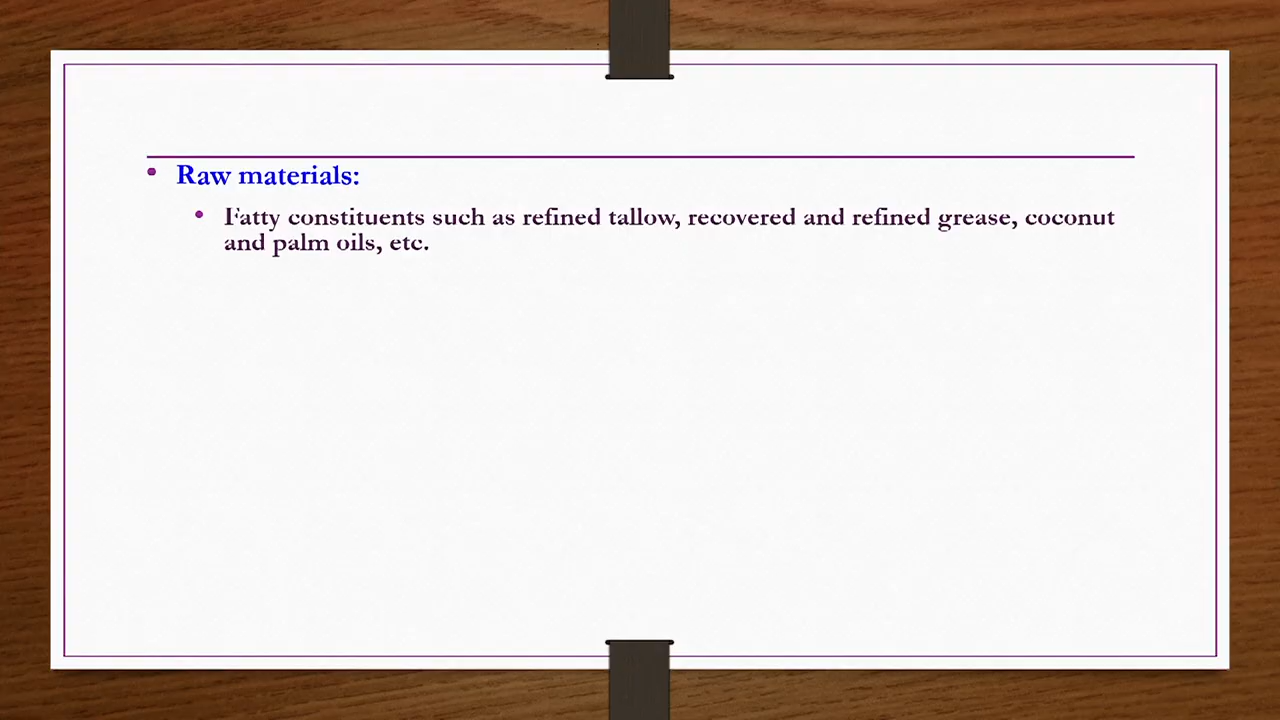 • Raw materials:
• Fatty constituents such as refined tallow, recovered and refined grease, coconut
and palm oils, etc.